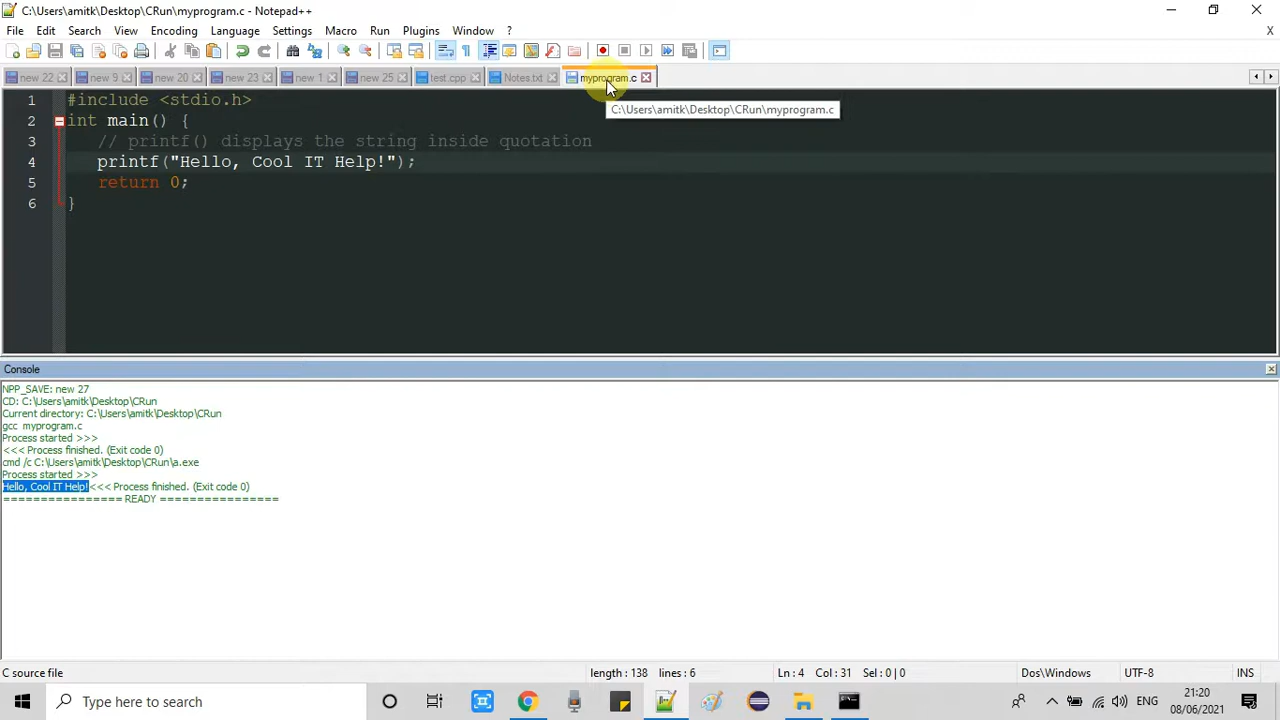 C:\Users\amitk\Desktop\CRun\myprogram.c - Notepad++
File Edit Search View Encoding Language Settings Macro Run Plugins Window ? X
new 22 new 9 new 20 new 23 new 1 new 25 test.cpp Notes.txt myprogram.c
C:\Users\amitk\Desktop\CRun\myprogram.c
1 #include <stdio.h>
2 int main() {
3 // printf() displays the string inside quotation
4 printf("Hello, Cool IT Help!");
5 return 0;
6 }
Console
NPP_SAVE: new 27
CD: C:\Users\amitk\Desktop\CRun
Current directory: C:\Users\amitk\Desktop\CRun
gcc myprogram.c
Process started >>>
<<< Process finished. (Exit code 0)
cmd /c C:\Users\amitk\Desktop\CRun\a.exe
Process started >>>
Hello, Cool IT Help!<<< Process finished. (Exit code 0)
================ READY ================
C source file length : 138 lines : 6 Ln : 4 Col : 31 Sel : 0 | 0 Dos\Windows UTF-8 INS
Type here to search ENG 21:20
08/06/2021